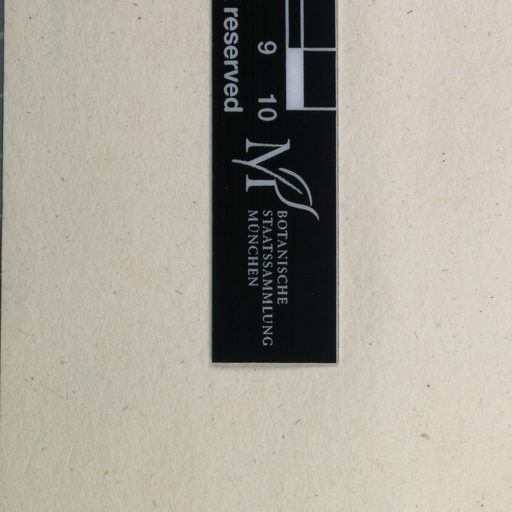 9 10
reserved
M
BOTANISCHE
STAATSSAMMLUNG
MÜNCHEN